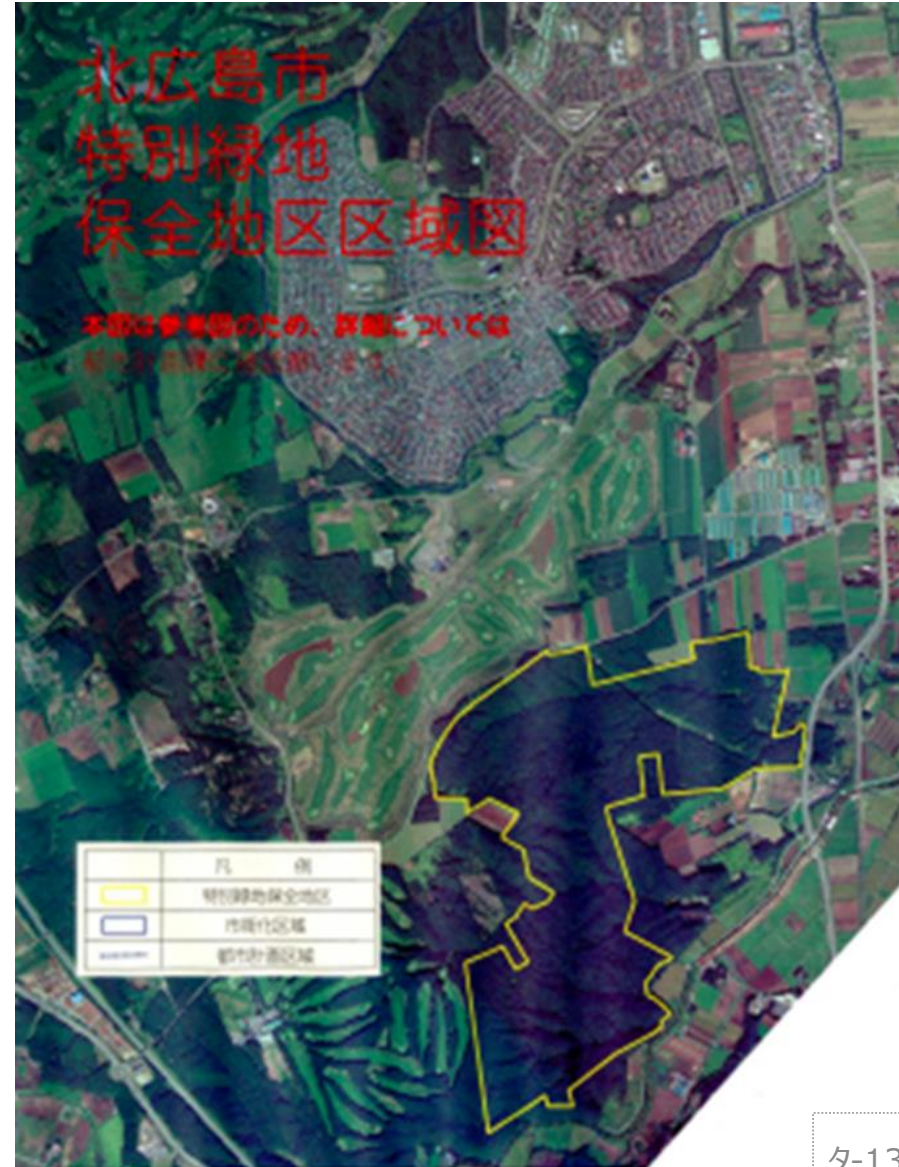 北広島市
特別緑地
保全地区区域図
本図は参考図のため、詳細については
凡 例
特別緑地保全地区
市街化区域
都市計画区域
タ-13